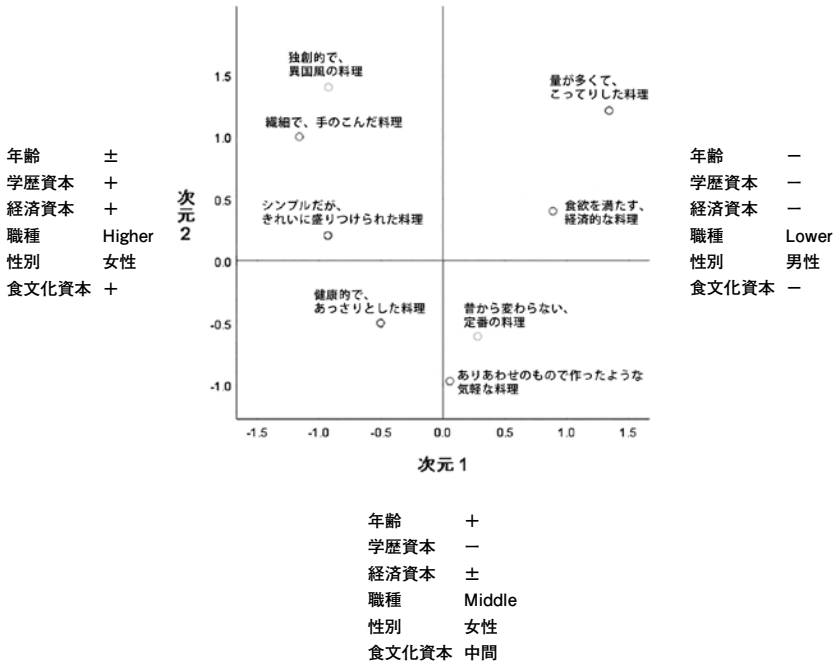 独創的で、
異国風の料理
繊細で、手のこんだ料理
シンプルだが、
きれいに盛りつけられた料理
健康的で、
あっさりとした料理
量が多くて、
こってりした料理
食欲を満たす、
経済的な料理
昔から変わらない、
定番の料理
ありあわせのもので作ったような
気軽な料理
1.5
1.0
0.5
0.0
-0.5
-1.0
次元2
-1.5 -1.0 -0.5 0.0 0.5 1.0 1.5
次元1
年齢 ±
学歴資本 +
経済資本 +
職種 Higher
性別 女性
食文化資本 +
年齢 −
学歴資本 −
経済資本 −
職種 Lower
性別 男性
食文化資本 −
年齢 +
学歴資本 −
経済資本 ±
職種 Middle
性別 女性
食文化資本 中間